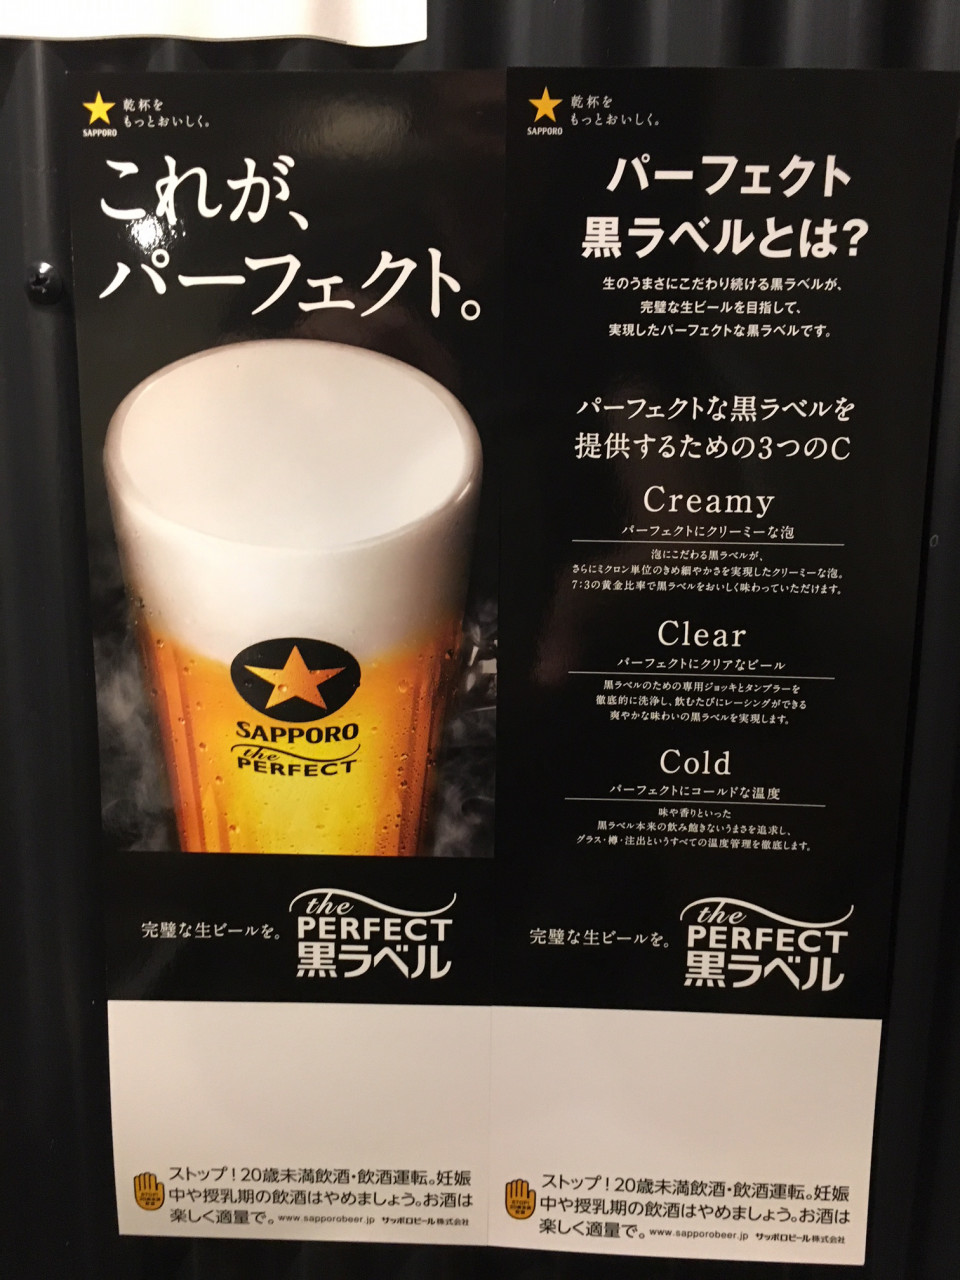 SAPPORO
乾杯を
もっとおいしく。
これが、
パーフェクト。
SAPPORO
the
PERFECT
完璧な生ビールを。
the
PERFECT
黒ラベル
ストップ!20歳未満飲酒・飲酒運転。妊娠
中や授乳期の飲酒はやめましょう。お酒は
楽しく適量で。www.sapporobeer.jp サッポロビール株式会社
SAPPORO
乾杯を
もっとおいしく。
パーフェクト
黒ラベルとは?
生のうまさにこだわり続ける黒ラベルが、
完璧な生ビールを目指して、
実現したパーフェクトな黒ラベルです。
パーフェクトな黒ラベルを
提供するための3つのC
Creamy
パーフェクトにクリーミーな泡
泡にこだわる黒ラベルが、
さらにミクロン単位のきめ細やかさを実現したクリーミーな泡。
7:3の黄金比率で黒ラベルをおいしく味わっていただけます。
Clear
パーフェクトにクリアなビール
黒ラベルのための専用ジョッキとタンブラーを
徹底的に洗浄し、飲むたびにレーシングができる
爽やかな味わいの黒ラベルを実現します。
Cold
パーフェクトにコールドな温度
味や香りといった
黒ラベル本来の飲み飽きないうまさを追求し、
グラス・樽・注出というすべての温度管理を徹底します。
完璧な生ビールを。
the
PERFECT
黒ラベル
ストップ!20歳未満飲酒・飲酒運転。妊娠
中や授乳期の飲酒はやめましょう。お酒は
楽しく適量で。www.sapporobeer.jp サッポロビール株式会社